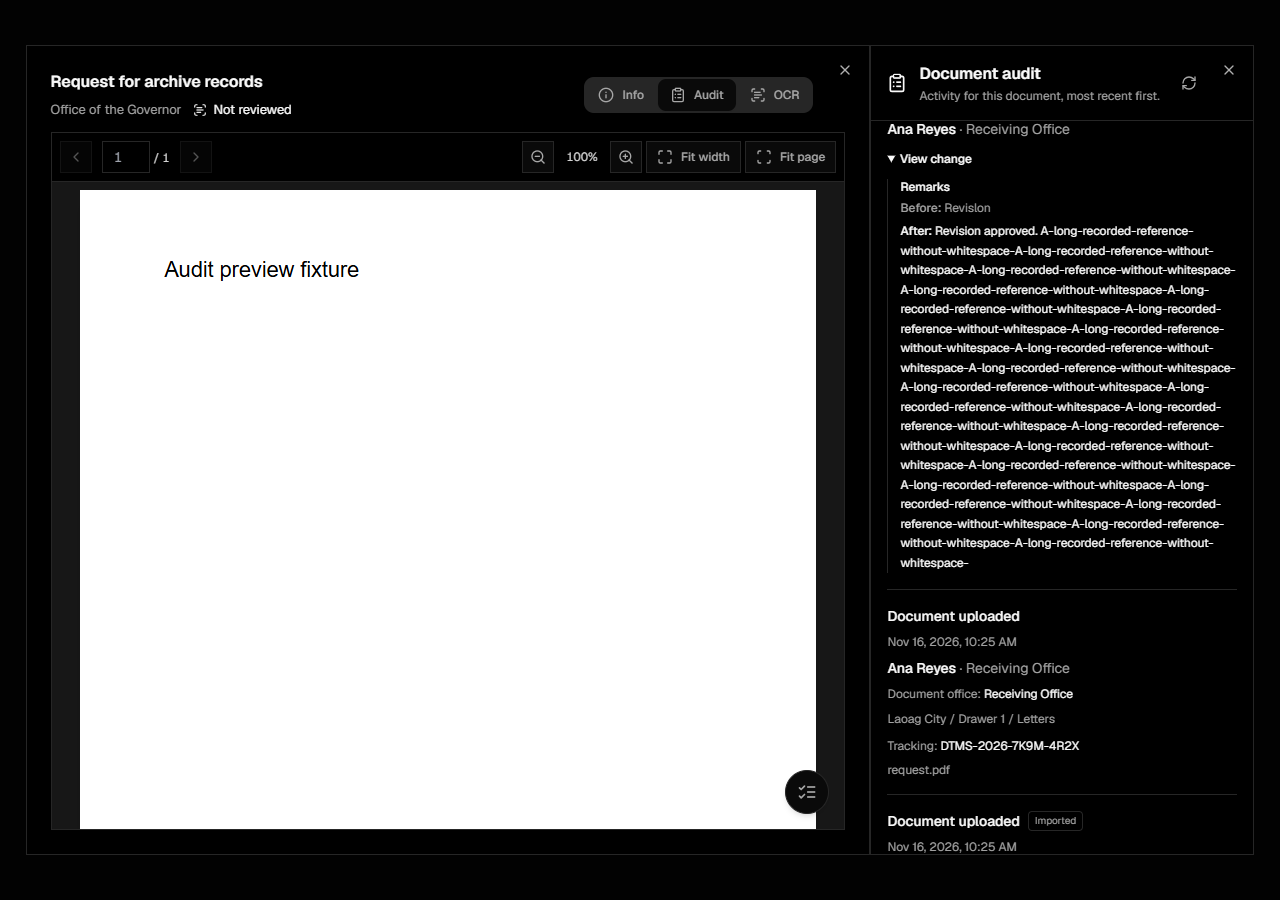 Request for archive records
Office of the Governor
Not reviewed
Info
Audit
OCR
1
/ 1
100%
Fit width
Fit page
Audit preview fixture
Document audit
Activity for this document, most recent first.
Ana Reyes · Receiving Office
▼ View change
Remarks
Before: Revision
After: Revision approved. A-long-recorded-reference-
without-whitespace-A-long-recorded-reference-without-
whitespace-A-long-recorded-reference-without-whitespace-
A-long-recorded-reference-without-whitespace-A-long-
recorded-reference-without-whitespace-A-long-recorded-
reference-without-whitespace-A-long-recorded-reference-
without-whitespace-A-long-recorded-reference-without-
whitespace-A-long-recorded-reference-without-whitespace-
A-long-recorded-reference-without-whitespace-A-long-
recorded-reference-without-whitespace-A-long-recorded-
reference-without-whitespace-A-long-recorded-reference-
without-whitespace-A-long-recorded-reference-without-
whitespace-A-long-recorded-reference-without-whitespace-
A-long-recorded-reference-without-whitespace-A-long-
recorded-reference-without-whitespace-A-long-recorded-
reference-without-whitespace-A-long-recorded-reference-
without-whitespace-A-long-recorded-reference-without-
whitespace-
Document uploaded
Nov 16, 2026, 10:25 AM
Ana Reyes · Receiving Office
Document office: Receiving Office
Laoag City / Drawer 1 / Letters
Tracking: DTMS-2026-7K9M-4R2X
request.pdf
Document uploaded
Imported
Nov 16, 2026, 10:25 AM